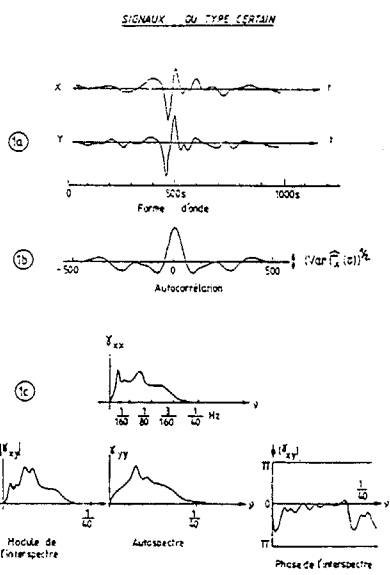 SIGNAUX DU TYPE CERTAIN
X t
1a
Y t
0 500s 1000s
Forme d'onde
1b
-500 0 500
Autocorrélation
γxx
1c
1/160 1/80 3/160 1/40 Hz ν
|γxy| γyy
π
0
π
1/40 1/40 ν 1/40 ν
Module de l'interspectre
Autospectre
Phase de l'interspectre